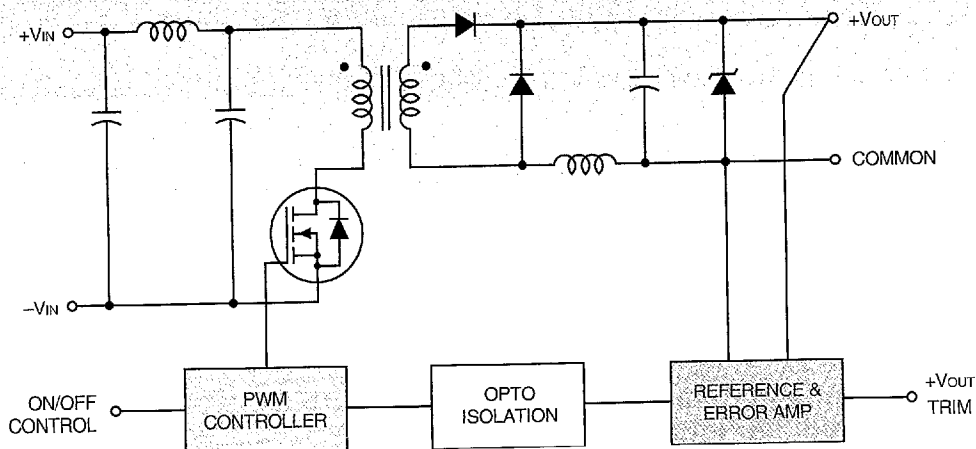 +VIN
+VOUT
COMMON
−VIN
ON/OFF
CONTROL
PWM
CONTROLLER
OPTO
ISOLATION
REFERENCE &
ERROR AMP
+VOUT
TRIM